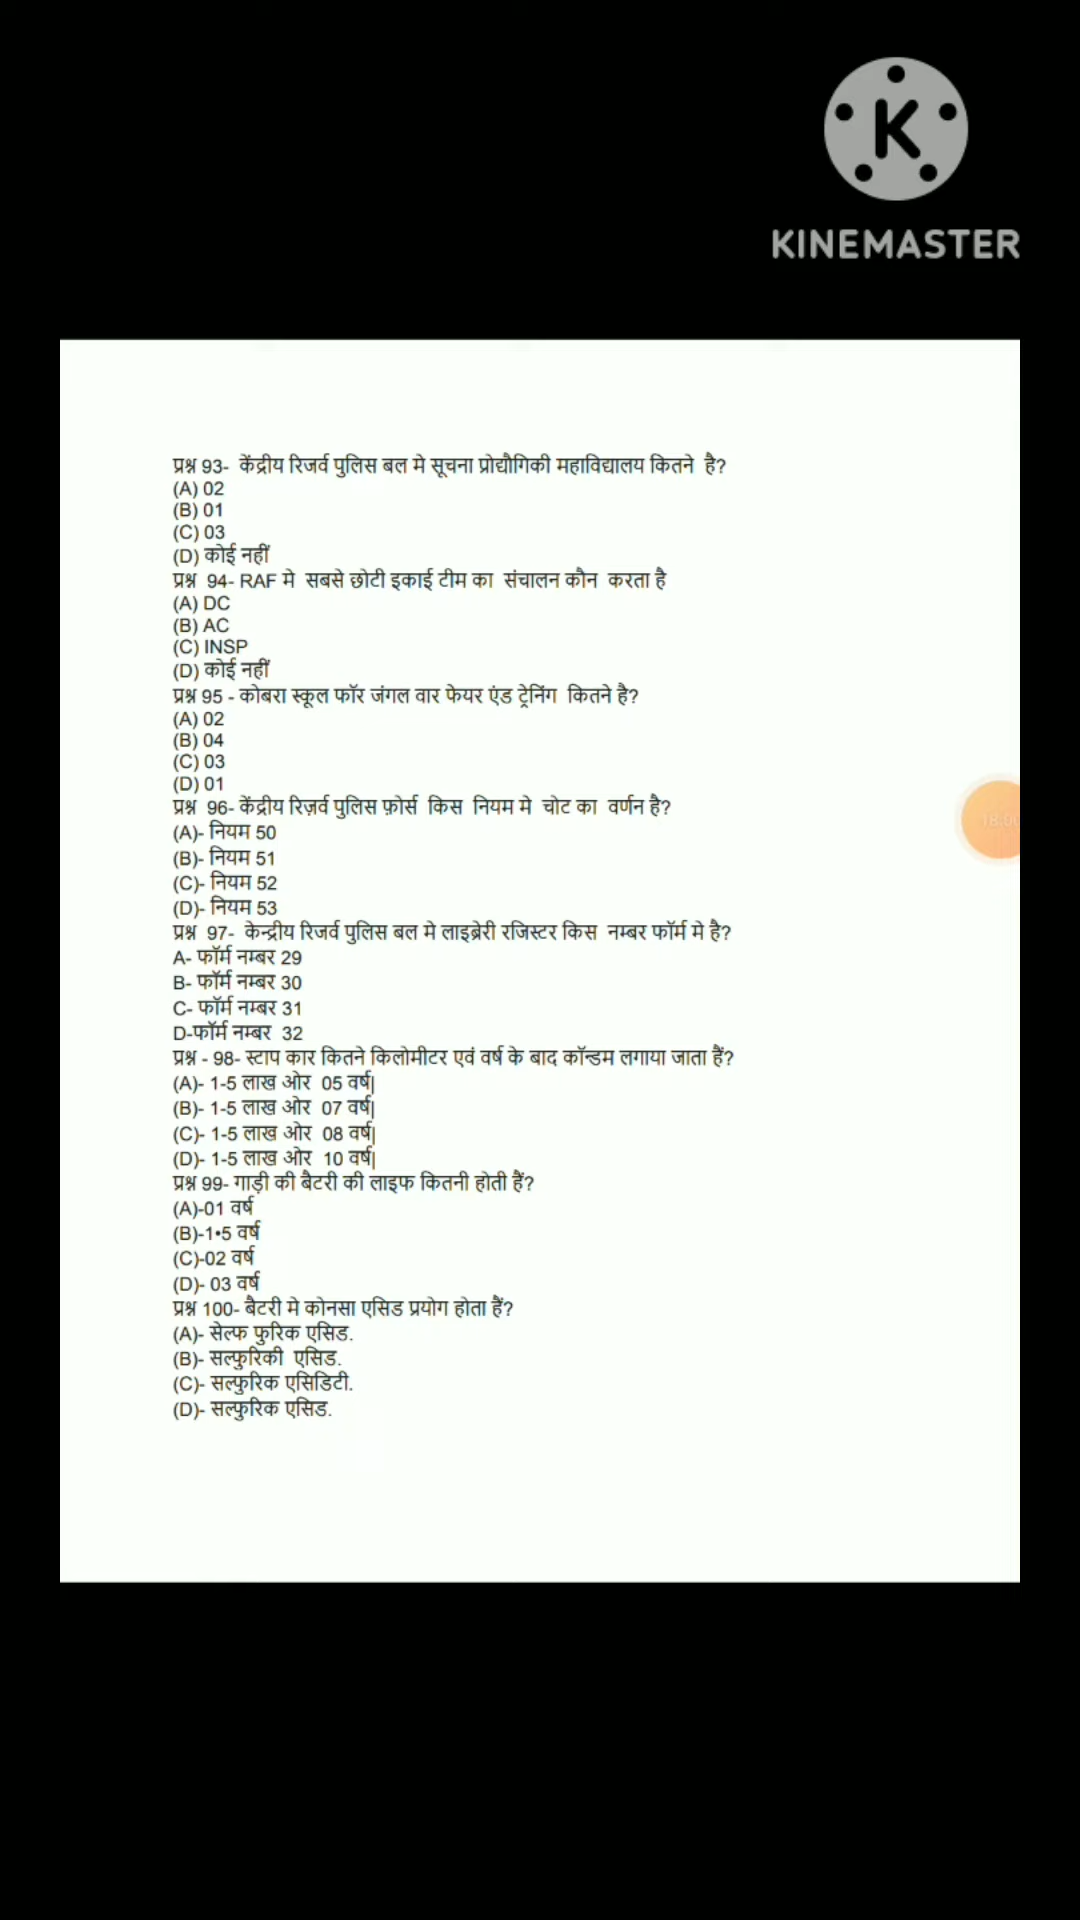 KINEMASTER
प्रश्न 93- केंद्रीय रिजर्व पुलिस बल मे सूचना प्रोद्यौगिकी महाविद्यालय कितने है?
(A) 02
(B) 01
(C) 03
(D) कोई नहीं
प्रश्न 94- RAF मे सबसे छोटी इकाई टीम का संचालन कौन करता है
(A) DC
(B) AC
(C) INSP
(D) कोई नहीं
प्रश्न 95 - कोबरा स्कूल फॉर जंगल वार फेयर एंड ट्रेनिंग कितने है?
(A) 02
(B) 04
(C) 03
(D) 01
प्रश्न 96- केंद्रीय रिज़र्व पुलिस फ़ोर्स किस नियम मे चोट का वर्णन है?
(A)- नियम 50
(B)- नियम 51
(C)- नियम 52
(D)- नियम 53
प्रश्न 97- केन्द्रीय रिजर्व पुलिस बल मे लाइब्रेरी रजिस्टर किस नम्बर फॉर्म मे है?
A- फॉर्म नम्बर 29
B- फॉर्म नम्बर 30
C- फॉर्म नम्बर 31
D-फॉर्म नम्बर 32
प्रश्न - 98- स्टाप कार कितने किलोमीटर एवं वर्ष के बाद कॉन्डम लगाया जाता हैं?
(A)- 1-5 लाख ओर 05 वर्ष|
(B)- 1-5 लाख ओर 07 वर्ष|
(C)- 1-5 लाख ओर 08 वर्ष|
(D)- 1-5 लाख ओर 10 वर्ष|
प्रश्न 99- गाड़ी की बैटरी की लाइफ कितनी होती हैं?
(A)-01 वर्ष
(B)-1•5 वर्ष
(C)-02 वर्ष
(D)- 03 वर्ष
प्रश्न 100- बैटरी मे कोनसा एसिड प्रयोग होता हैं?
(A)- सेल्फ फुरिक एसिड.
(B)- सल्फुरिकी एसिड.
(C)- सल्फुरिक एसिडिटी.
(D)- सल्फुरिक एसिड.